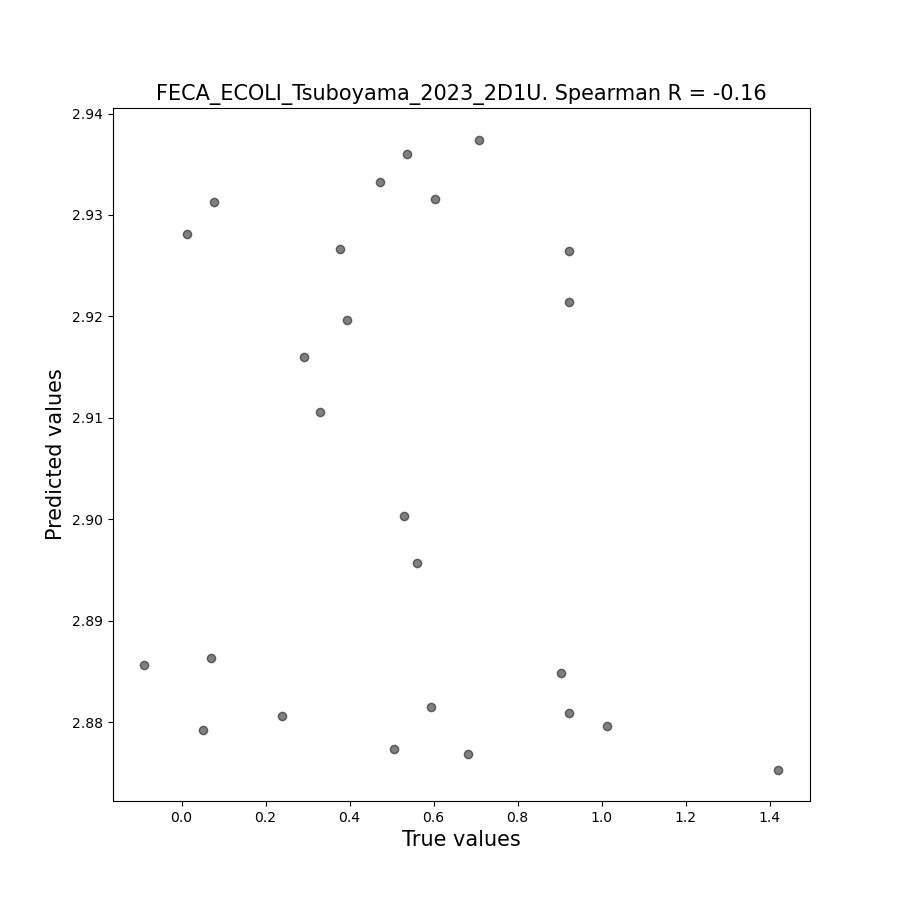 FECA_ECOLI_Tsuboyama_2023_2D1U. Spearman R = -0.16
2.94
2.93
2.92
2.91
2.90
2.89
2.88
Predicted values
0.0 0.2 0.4 0.6 0.8 1.0 1.2 1.4
True values